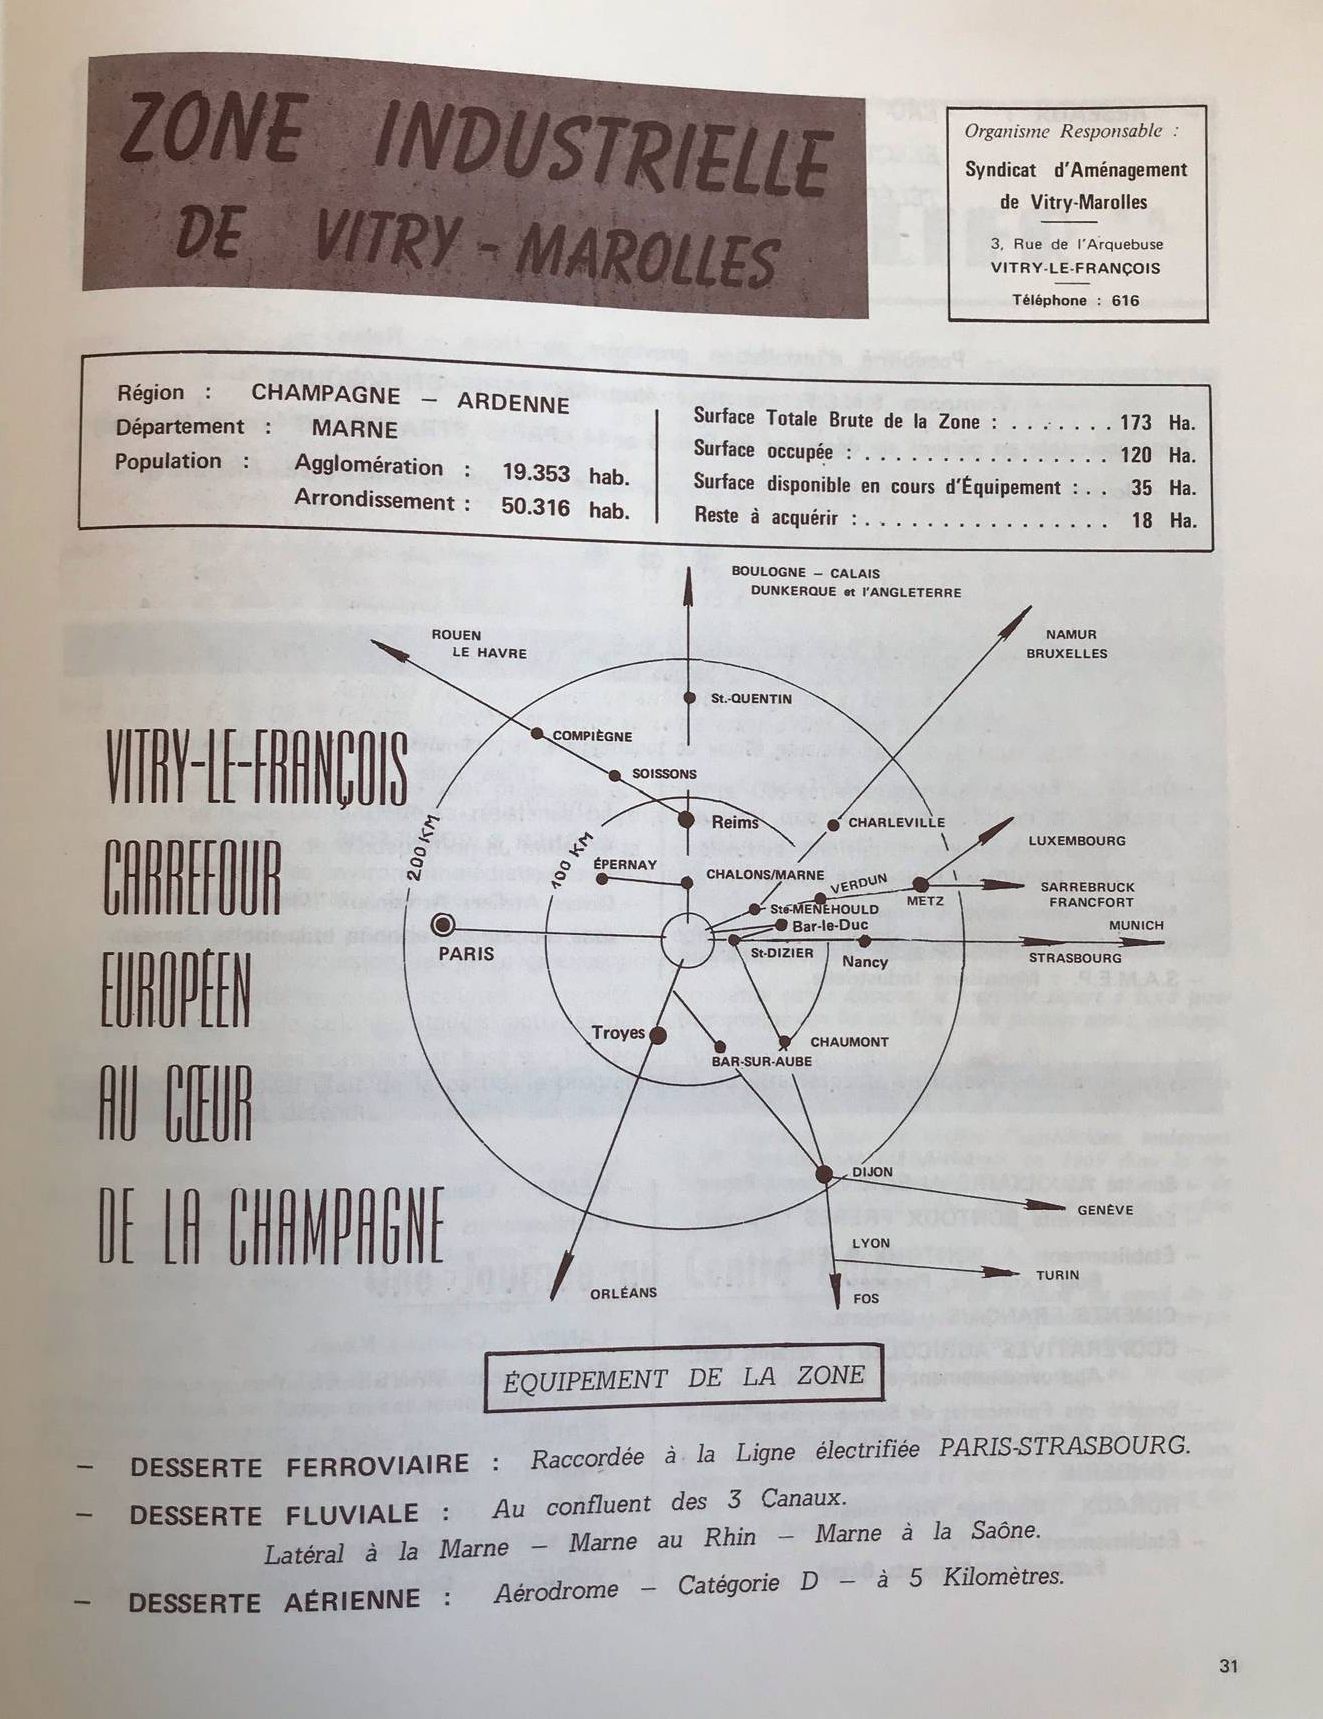 ZONE INDUSTRIELLE
DE VITRY - MAROLLES
Organisme Responsable :
Syndicat d'Aménagement
de Vitry-Marolles
3, Rue de l'Arquebuse
VITRY-LE-FRANÇOIS
Téléphone : 616
Région : CHAMPAGNE – ARDENNE
Département : MARNE
Population : Agglomération : 19.353 hab.
Arrondissement : 50.316 hab.
Surface Totale Brute de la Zone : . . . . . . . 173 Ha.
Surface occupée : . . . . . . . . . . . . . . . . 120 Ha.
Surface disponible en cours d'Équipement : . . 35 Ha.
Reste à acquérir : . . . . . . . . . . . . . . . . 18 Ha.
BOULOGNE – CALAIS
DUNKERQUE et l'ANGLETERRE
ROUEN
LE HAVRE
NAMUR
BRUXELLES
St.-QUENTIN
COMPIÈGNE
SOISSONS
Reims
CHARLEVILLE
LUXEMBOURG
200 KM
100 KM
ÉPERNAY
CHALONS/MARNE
VERDUN
METZ
SARREBRUCK
FRANCFORT
Ste-MENEHOULD
Bar-le-Duc
MUNICH
PARIS
St-DIZIER
Nancy
STRASBOURG
Troyes
CHAUMONT
BAR-SUR-AUBE
DIJON
GENÈVE
LYON
TURIN
ORLÉANS
FOS
VITRY-LE-FRANÇOIS
CARREFOUR
EUROPÉEN
AU CŒUR
DE LA CHAMPAGNE
ÉQUIPEMENT DE LA ZONE
– DESSERTE FERROVIAIRE : Raccordée à la Ligne électrifiée PARIS-STRASBOURG.
– DESSERTE FLUVIALE : Au confluent des 3 Canaux.
Latéral à la Marne – Marne au Rhin – Marne à la Saône.
– DESSERTE AÉRIENNE : Aérodrome – Catégorie D – à 5 Kilomètres.
31